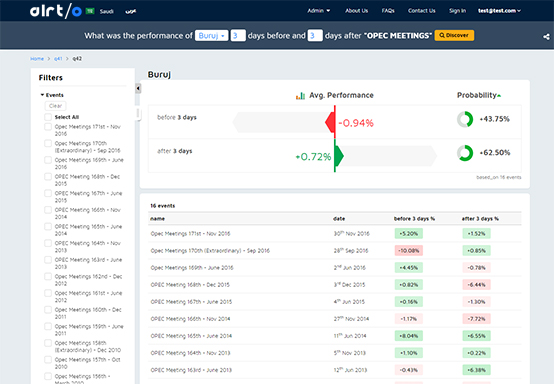 alrt/o Saudi عربي Admin About Us FAQs Contact Us Sign In test@test.com
What was the performance of Buruj 3 days before and 3 days after "OPEC MEETINGS" Discover
Home > q41 > q42
Filters
Events
Clear
Select All
Opec Meetings 171st - Nov
2016
Opec Meetings 170th
(Extraordinary) - Sep 2016
Opec Meeting 169th - June
2016
Opec Meeting 168th - Dec
2015
OPEC Meeting 167th - June
2015
OPEC Meeting 166th - Nov
2014
OPEC Meeting 165th - June
2014
OPEC Meeting 164th - Nov
2013
OPEC Meeting 163rd - June
2013
OPEC Meeting 162nd - Dec
2012
OPEC Meeting 161st - June
2012
OPEC Meeting 160th - Dec
2011
OPEC Meeting 159th - June
2011
OPEC Meeting 158th
(Extraordinary) - Dec 2010
OPEC Meeting 157th - Oct
2010
OPEC Meeting 156th -
March 2010
Buruj
Avg. Performance Probability
before 3 days -0.94% +43.75%
after 3 days +0.72% +62.50%
based_on 16 events
16 events
name date before 3 days % after 3 days %
Opec Meetings 171st - Nov 2016 30th Nov 2016 +5.20% +1.52%
Opec Meetings 170th (Extraordinary) - Sep 2016 28th Sep 2016 -10.08% +0.85%
Opec Meeting 169th - June 2016 2nd Jun 2016 +4.45% -0.78%
Opec Meeting 168th - Dec 2015 3rd Dec 2015 +0.82% -6.44%
OPEC Meeting 167th - June 2015 4th Jun 2015 +0.16% -1.30%
OPEC Meeting 166th - Nov 2014 27th Nov 2014 -1.17% -7.72%
OPEC Meeting 165th - June 2014 11th Jun 2014 +8.04% +6.55%
OPEC Meeting 164th - Nov 2013 5th Nov 2013 +1.10% +0.22%
OPEC Meeting 163rd - June 2013 12th Jun 2013 -0.43% +6.38%